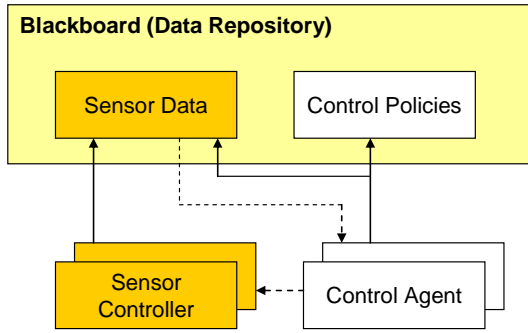 Blackboard (Data Repository)
Sensor Data
Control Policies
Sensor
Controller
Control Agent